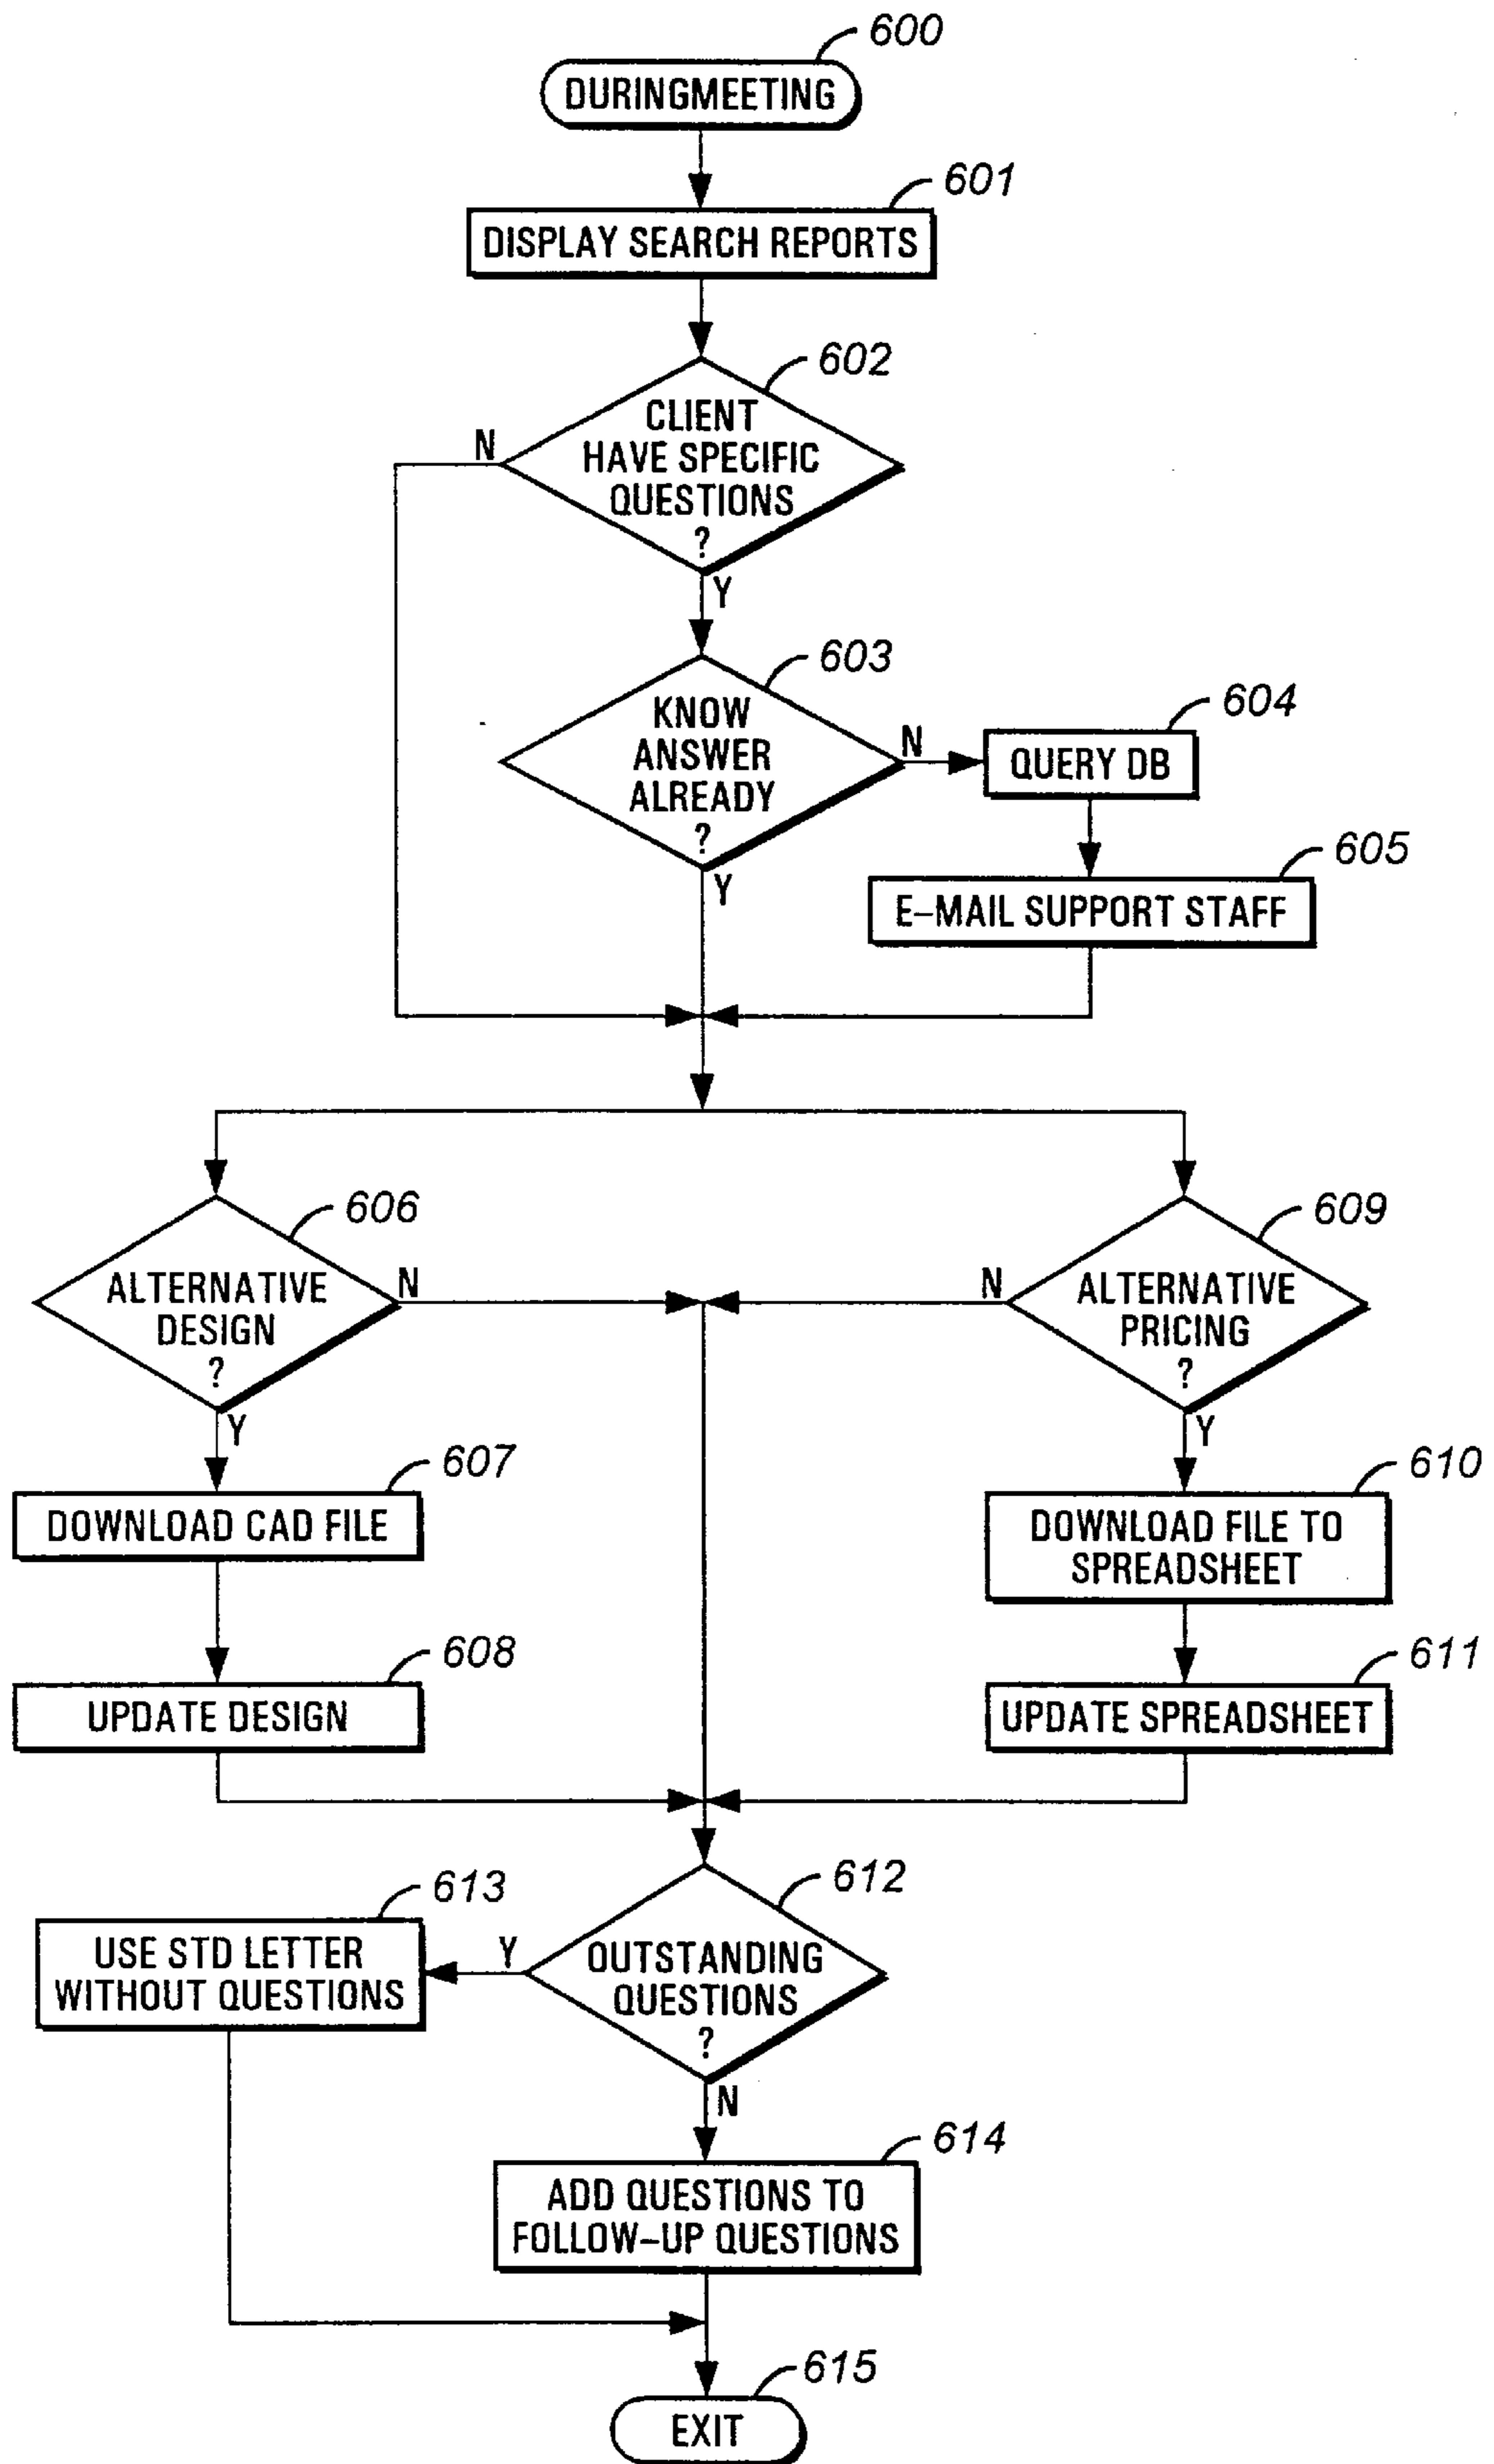 600
DURINGMEETING
601
DISPLAY SEARCH REPORTS
602
CLIENT
HAVE SPECIFIC
QUESTIONS
?
N
Y
603
KNOW
ANSWER
ALREADY
?
N
Y
604
QUERY DB
605
E-MAIL SUPPORT STAFF
606
ALTERNATIVE
DESIGN
?
N
Y
609
ALTERNATIVE
PRICING
?
N
Y
607
DOWNLOAD CAD FILE
610
DOWNLOAD FILE TO
SPREADSHEET
608
UPDATE DESIGN
611
UPDATE SPREADSHEET
612
OUTSTANDING
QUESTIONS
?
Y
N
613
USE STD LETTER
WITHOUT QUESTIONS
614
ADD QUESTIONS TO
FOLLOW-UP QUESTIONS
615
EXIT